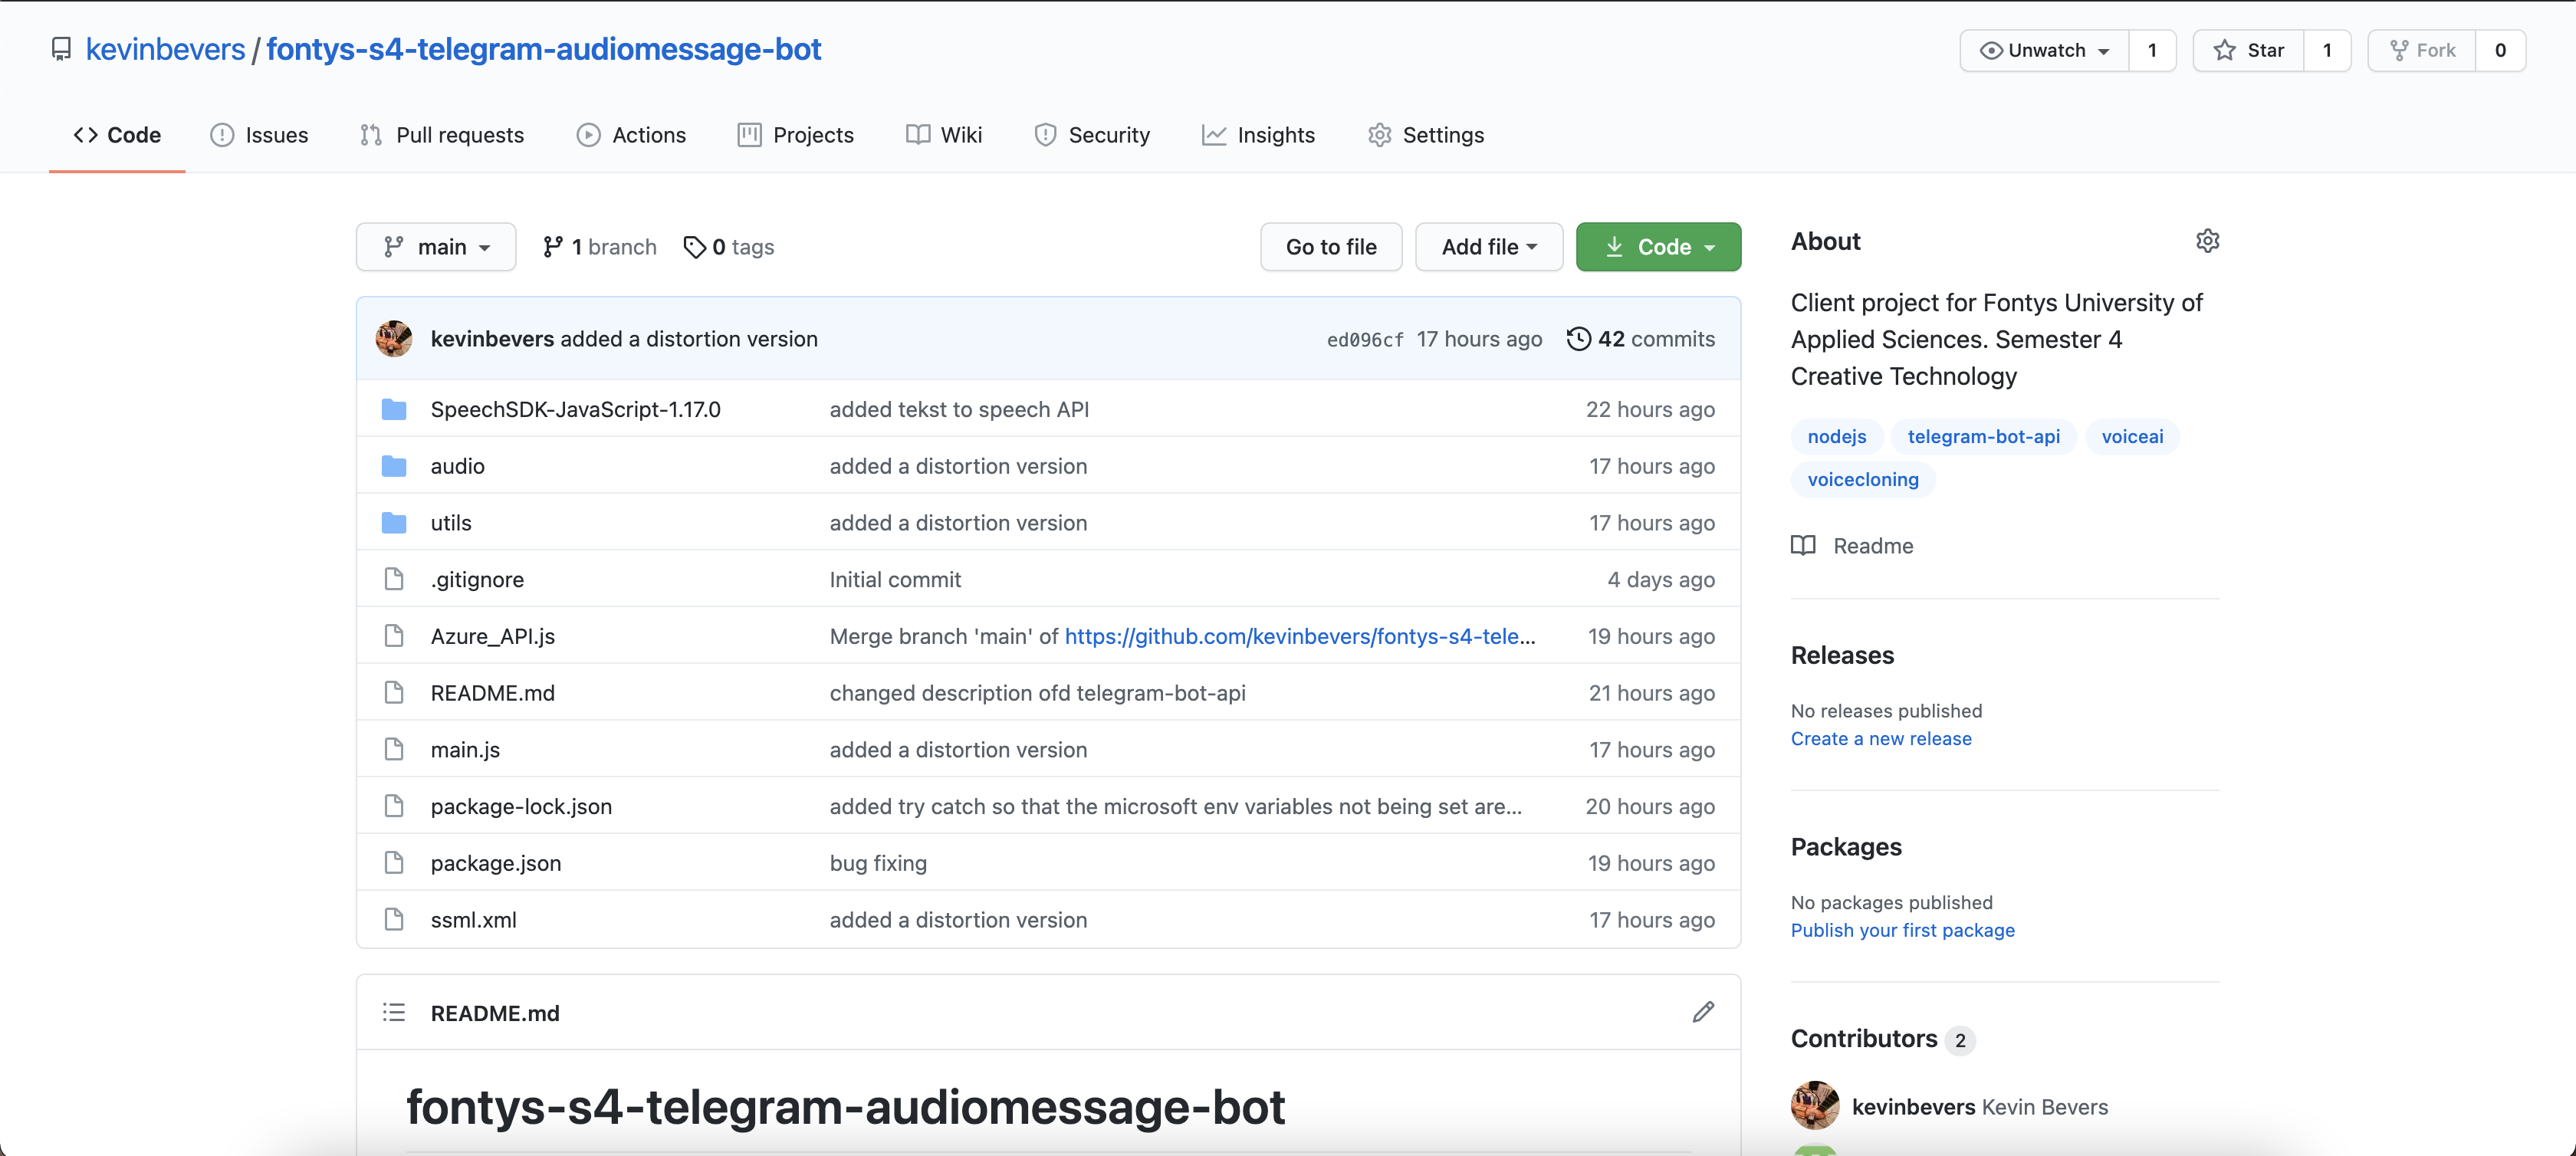 kevinbevers / fontys-s4-telegram-audiomessage-bot
Unwatch 1 Star 1 Fork 0
Code Issues Pull requests Actions Projects Wiki Security Insights Settings
main 1 branch 0 tags Go to file Add file Code
kevinbevers added a distortion version ed096cf 17 hours ago 42 commits
SpeechSDK-JavaScript-1.17.0 added tekst to speech API 22 hours ago
audio added a distortion version 17 hours ago
utils added a distortion version 17 hours ago
.gitignore Initial commit 4 days ago
Azure_API.js Merge branch 'main' of https://github.com/kevinbevers/fontys-s4-tele... 19 hours ago
README.md changed description ofd telegram-bot-api 21 hours ago
main.js added a distortion version 17 hours ago
package-lock.json added try catch so that the microsoft env variables not being set are... 20 hours ago
package.json bug fixing 19 hours ago
ssml.xml added a distortion version 17 hours ago
README.md
fontys-s4-telegram-audiomessage-bot
About
Client project for Fontys University of
Applied Sciences. Semester 4
Creative Technology
nodejs telegram-bot-api voiceai
voicecloning
Readme
Releases
No releases published
Create a new release
Packages
No packages published
Publish your first package
Contributors 2
kevinbevers Kevin Bevers